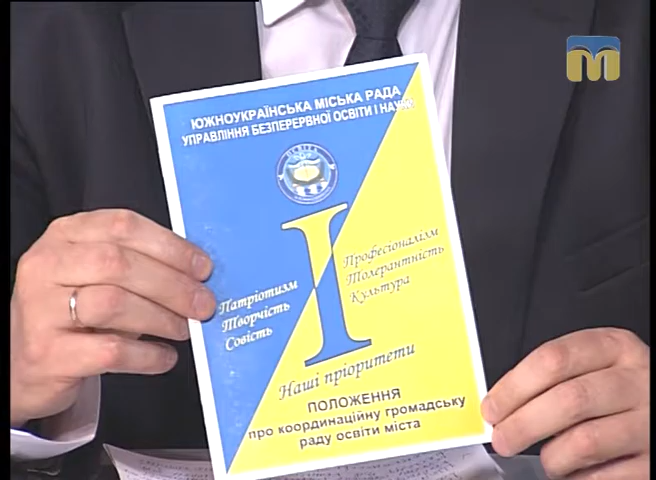 ЮЖНОУКРАЇНСЬКА МІСЬКА РАДА
УПРАВЛІННЯ БЕЗПЕРЕРВНОЇ ОСВІТИ І НАУКИ
ОСВІТА
І
Патріотизм
Творчість
Совість
Професіоналізм
Толерантність
Культура
Наші пріоритети
ПОЛОЖЕННЯ
про координаційну громадську
раду освіти міста
М